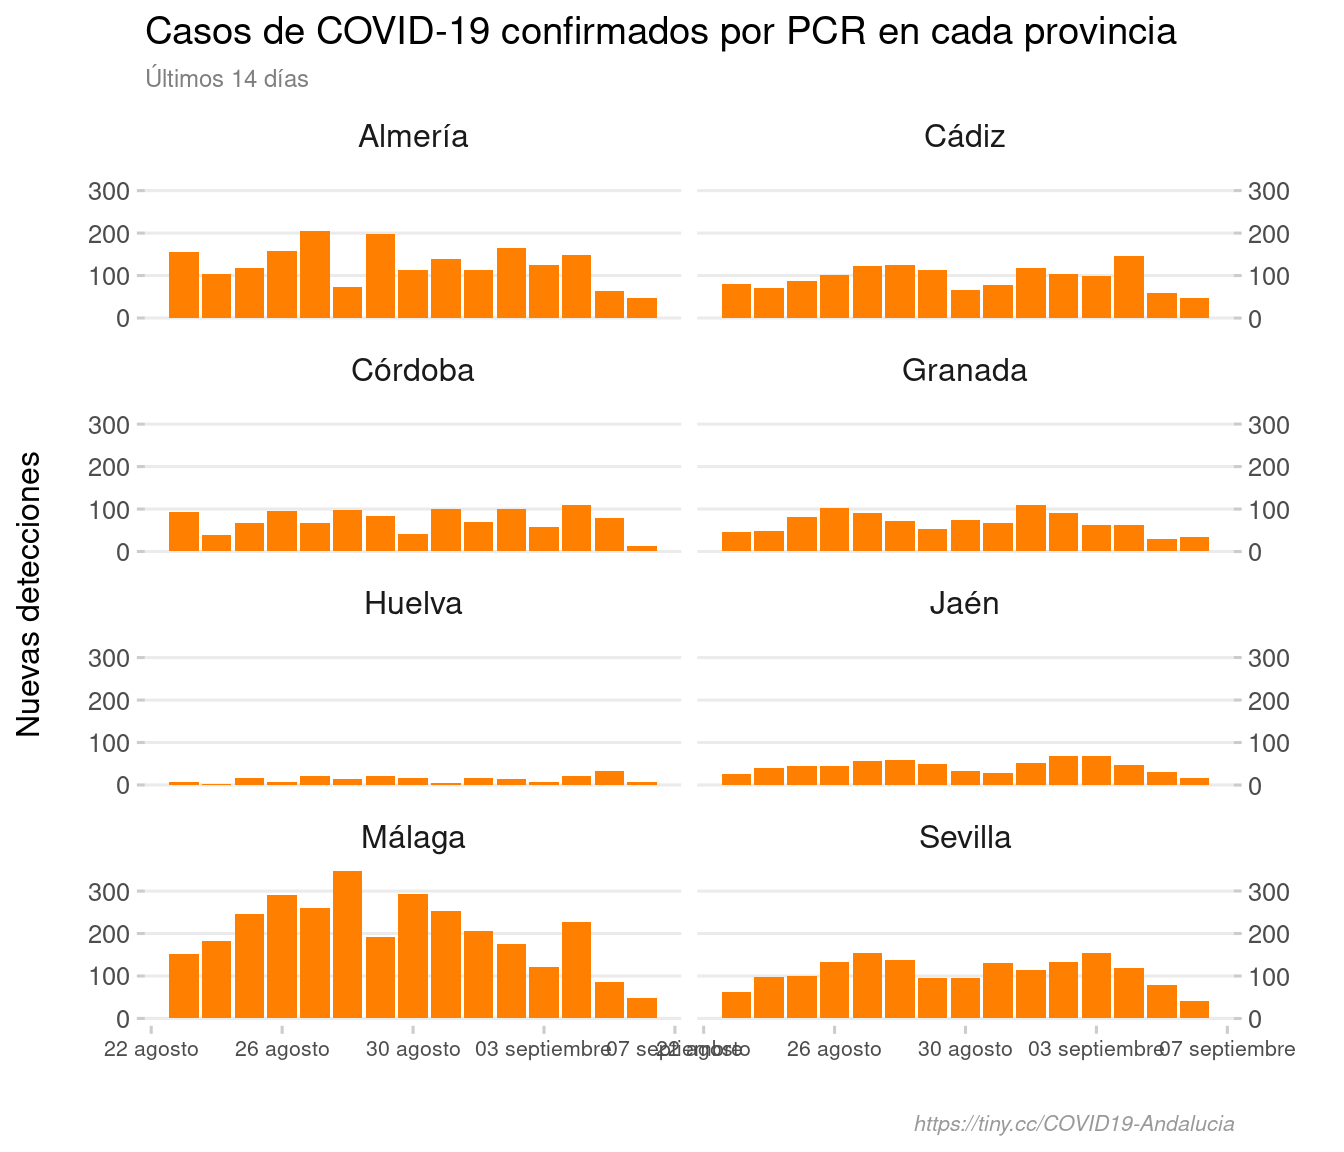 Casos de COVID-19 confirmados por PCR en cada provincia
Últimos 14 días
Almería
Cádiz
300
200
100
0
300
200
100
0
Córdoba
Granada
300
200
100
0
300
200
100
0
Nuevas detecciones
Huelva
Jaén
300
200
100
0
300
200
100
0
Málaga
Sevilla
300
200
100
0
300
200
100
0
22 agosto 26 agosto 30 agosto 03 septiembre 07 septiembre
22 agosto 26 agosto 30 agosto 03 septiembre 07 septiembre
https://tiny.cc/COVID19-Andalucia